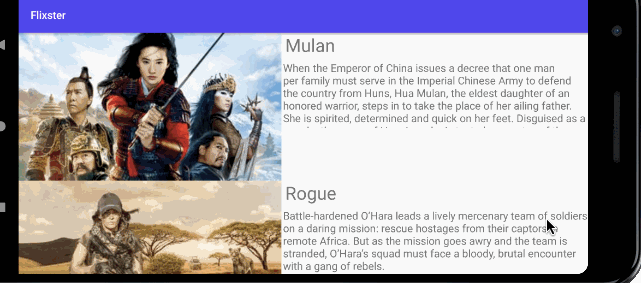 Flixster
Mulan
When the Emperor of China issues a decree that one man
per family must serve in the Imperial Chinese Army to defend
the country from Huns, Hua Mulan, the eldest daughter of an
honored warrior, steps in to take the place of her ailing father.
She is spirited, determined and quick on her feet. Disguised as a
Rogue
Battle-hardened O'Hara leads a lively mercenary team of soldiers
on a daring mission: rescue hostages from their captors
remote Africa. But as the mission goes awry and the team is
stranded, O'Hara's squad must face a bloody, brutal encounter
with a gang of rebels.